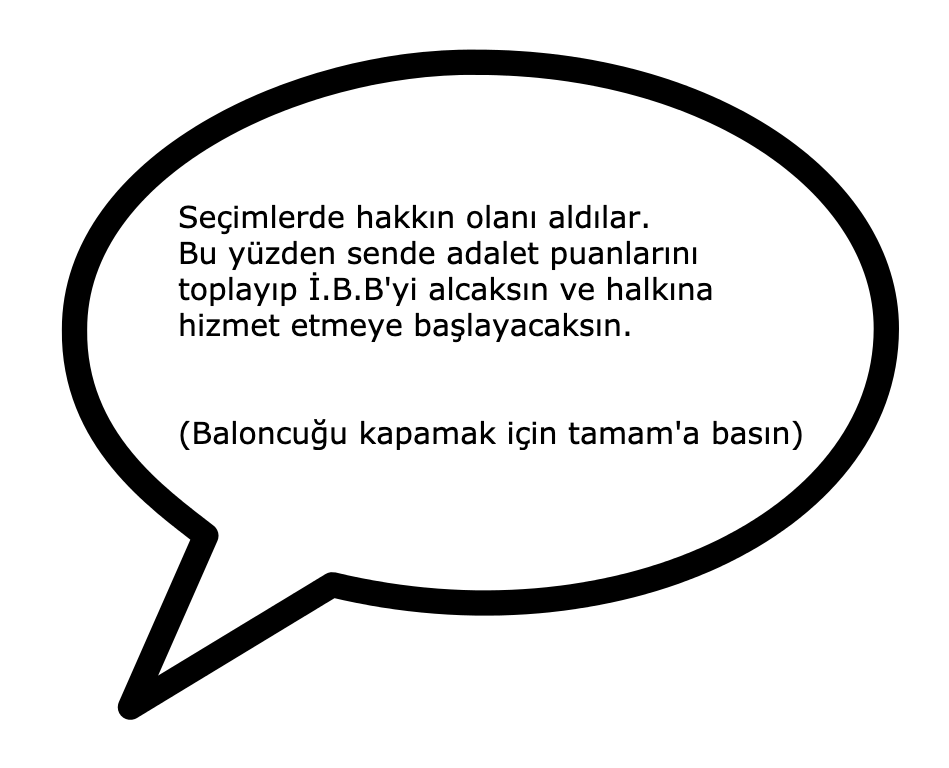 Seçimlerde hakkın olanı aldılar.
Bu yüzden sende adalet puanlarını
toplayıp İ.B.B'yi alcaksın ve halkına
hizmet etmeye başlayacaksın.
(Baloncuğu kapamak için tamam'a basın)